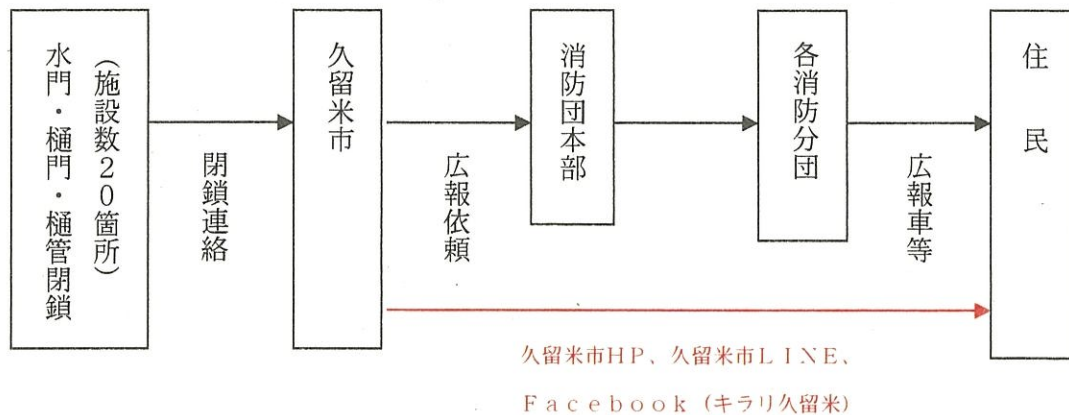 水門・樋門・樋管閉鎖
(施設数20箇所)
閉鎖連絡
久留米市
広報依頼
消防団本部
各消防分団
広報車等
住民
久留米市HP、久留米市LINE、
Facebook(キラリ久留米)